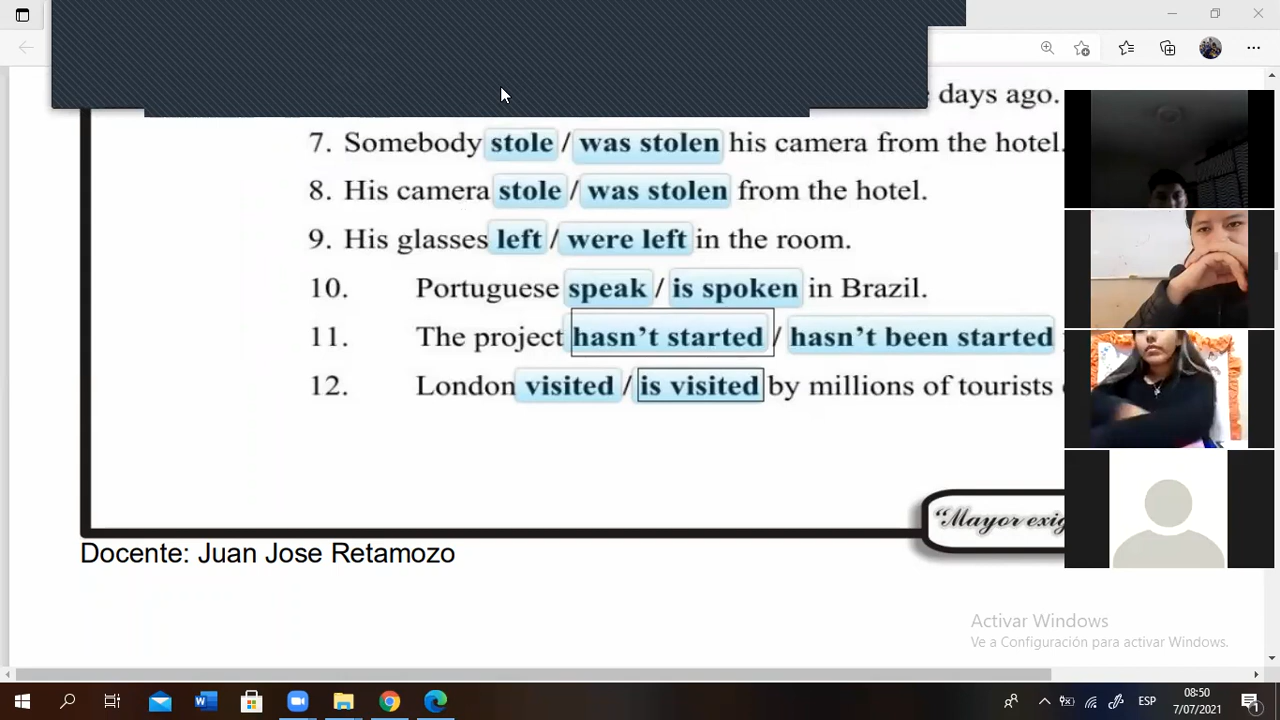 days ago.
7. Somebody stole / was stolen his camera from the hotel.
8. His camera stole / was stolen from the hotel.
9. His glasses left / were left in the room.
10. Portuguese speak / is spoken in Brazil.
11. The project hasn't started / hasn't been started
12. London visited / is visited by millions of tourists
"Mayor
Docente: Juan Jose Retamozo
Activar Windows
Ve a Configuración para activar Windows.
ESP
08:50
7/07/2021
1